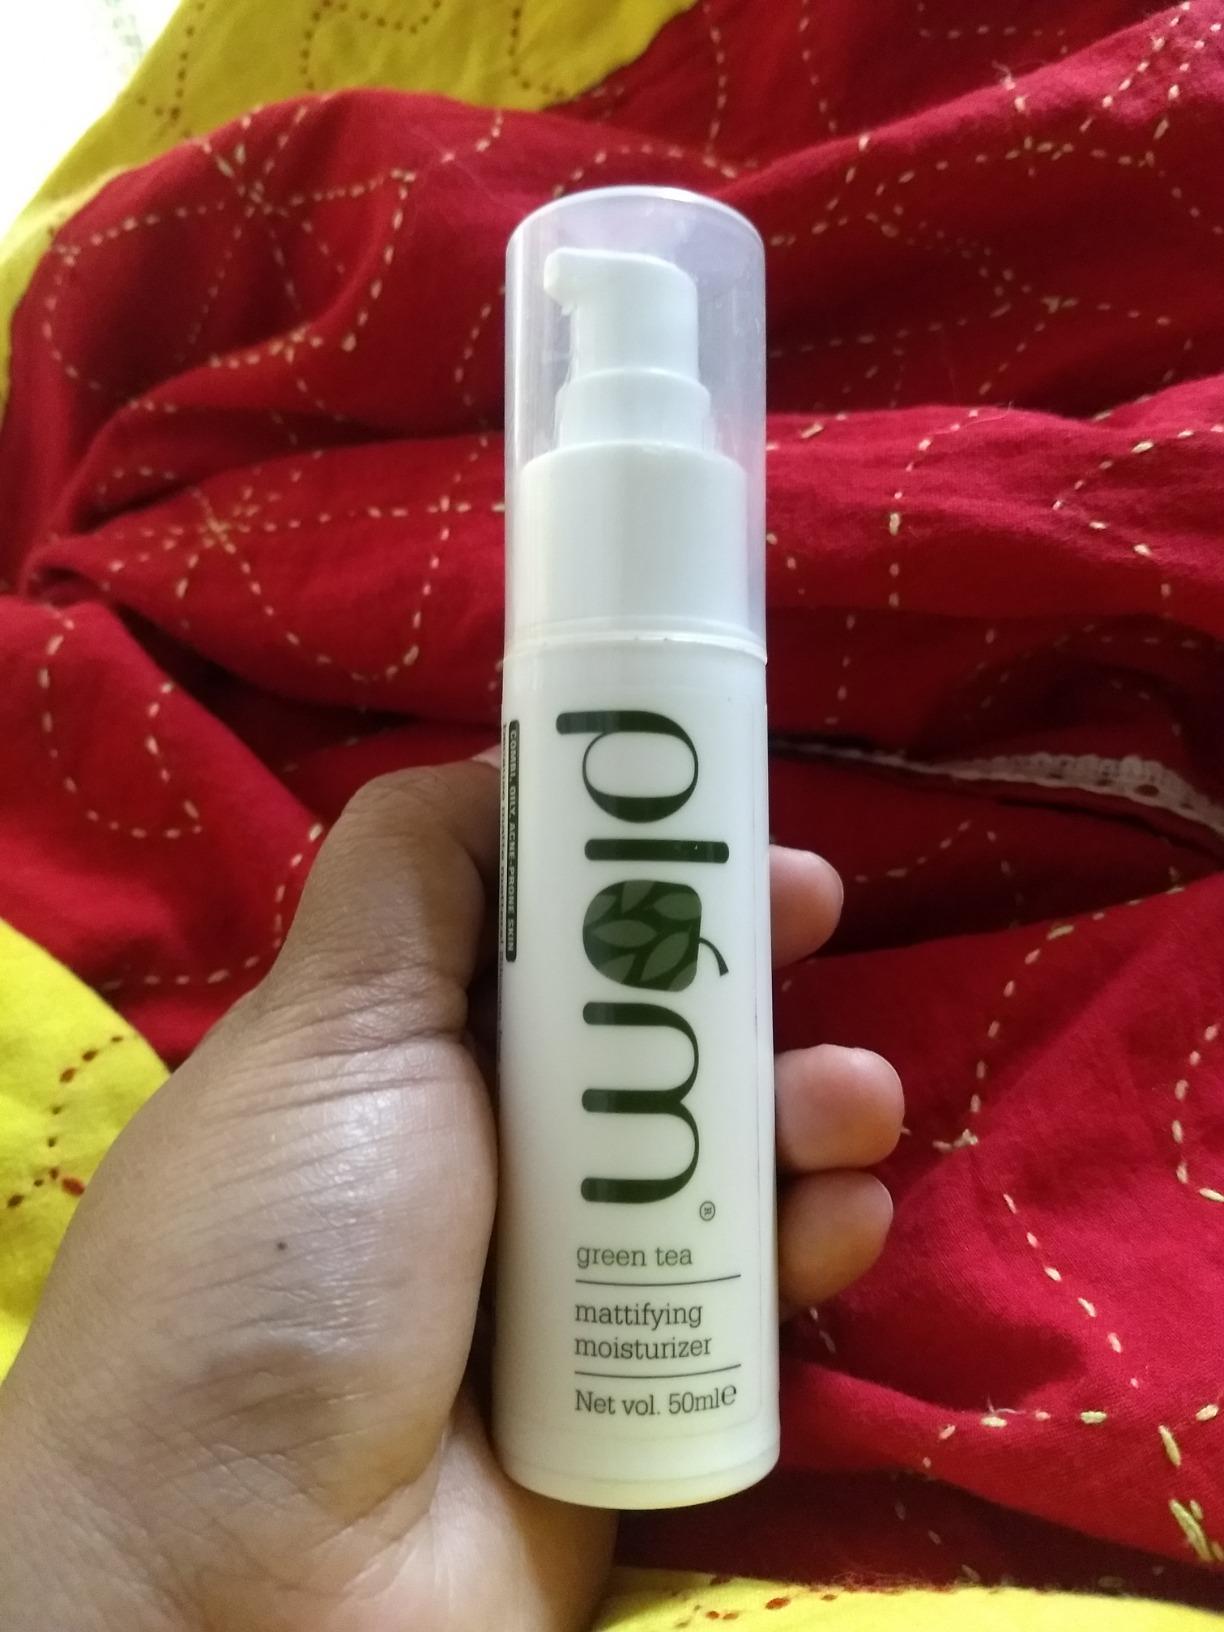 plum®
green tea
mattifying
moisturizer
Net vol. 50ml℮
COMBI, OILY, ACNE-PRONE SKIN